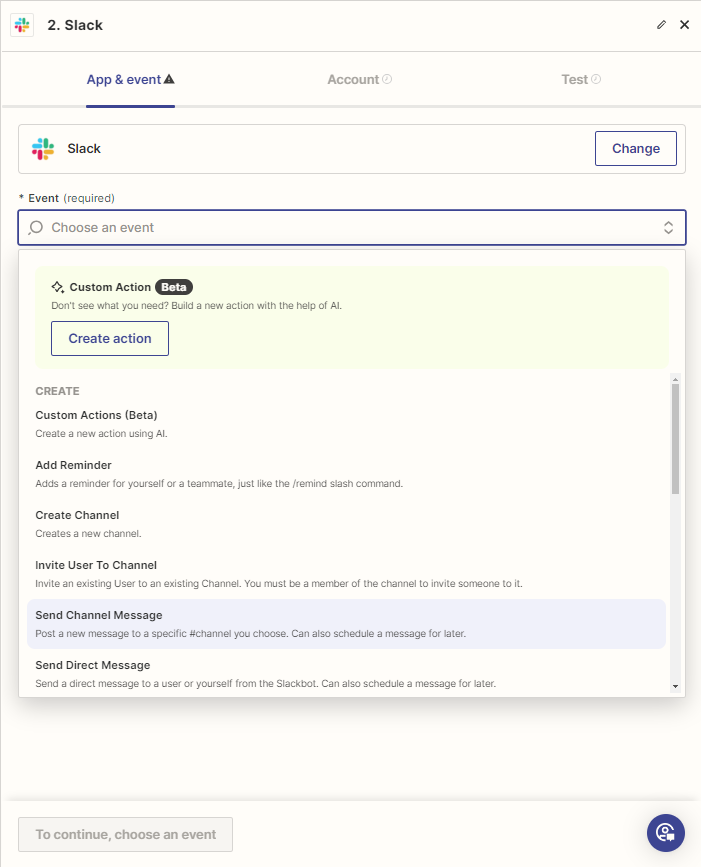 2. Slack
App & event
Account
Test
Slack
Change
* Event (required)
Choose an event
Custom Action Beta
Don't see what you need? Build a new action with the help of AI.
Create action
CREATE
Custom Actions (Beta)
Create a new action using AI.
Add Reminder
Adds a reminder for yourself or a teammate, just like the /remind slash command.
Create Channel
Creates a new channel.
Invite User To Channel
Invite an existing User to an existing Channel. You must be a member of the channel to invite someone to it.
Send Channel Message
Post a new message to a specific #channel you choose. Can also schedule a message for later.
Send Direct Message
Send a direct message to a user or yourself from the Slackbot. Can also schedule a message for later.
To continue, choose an event